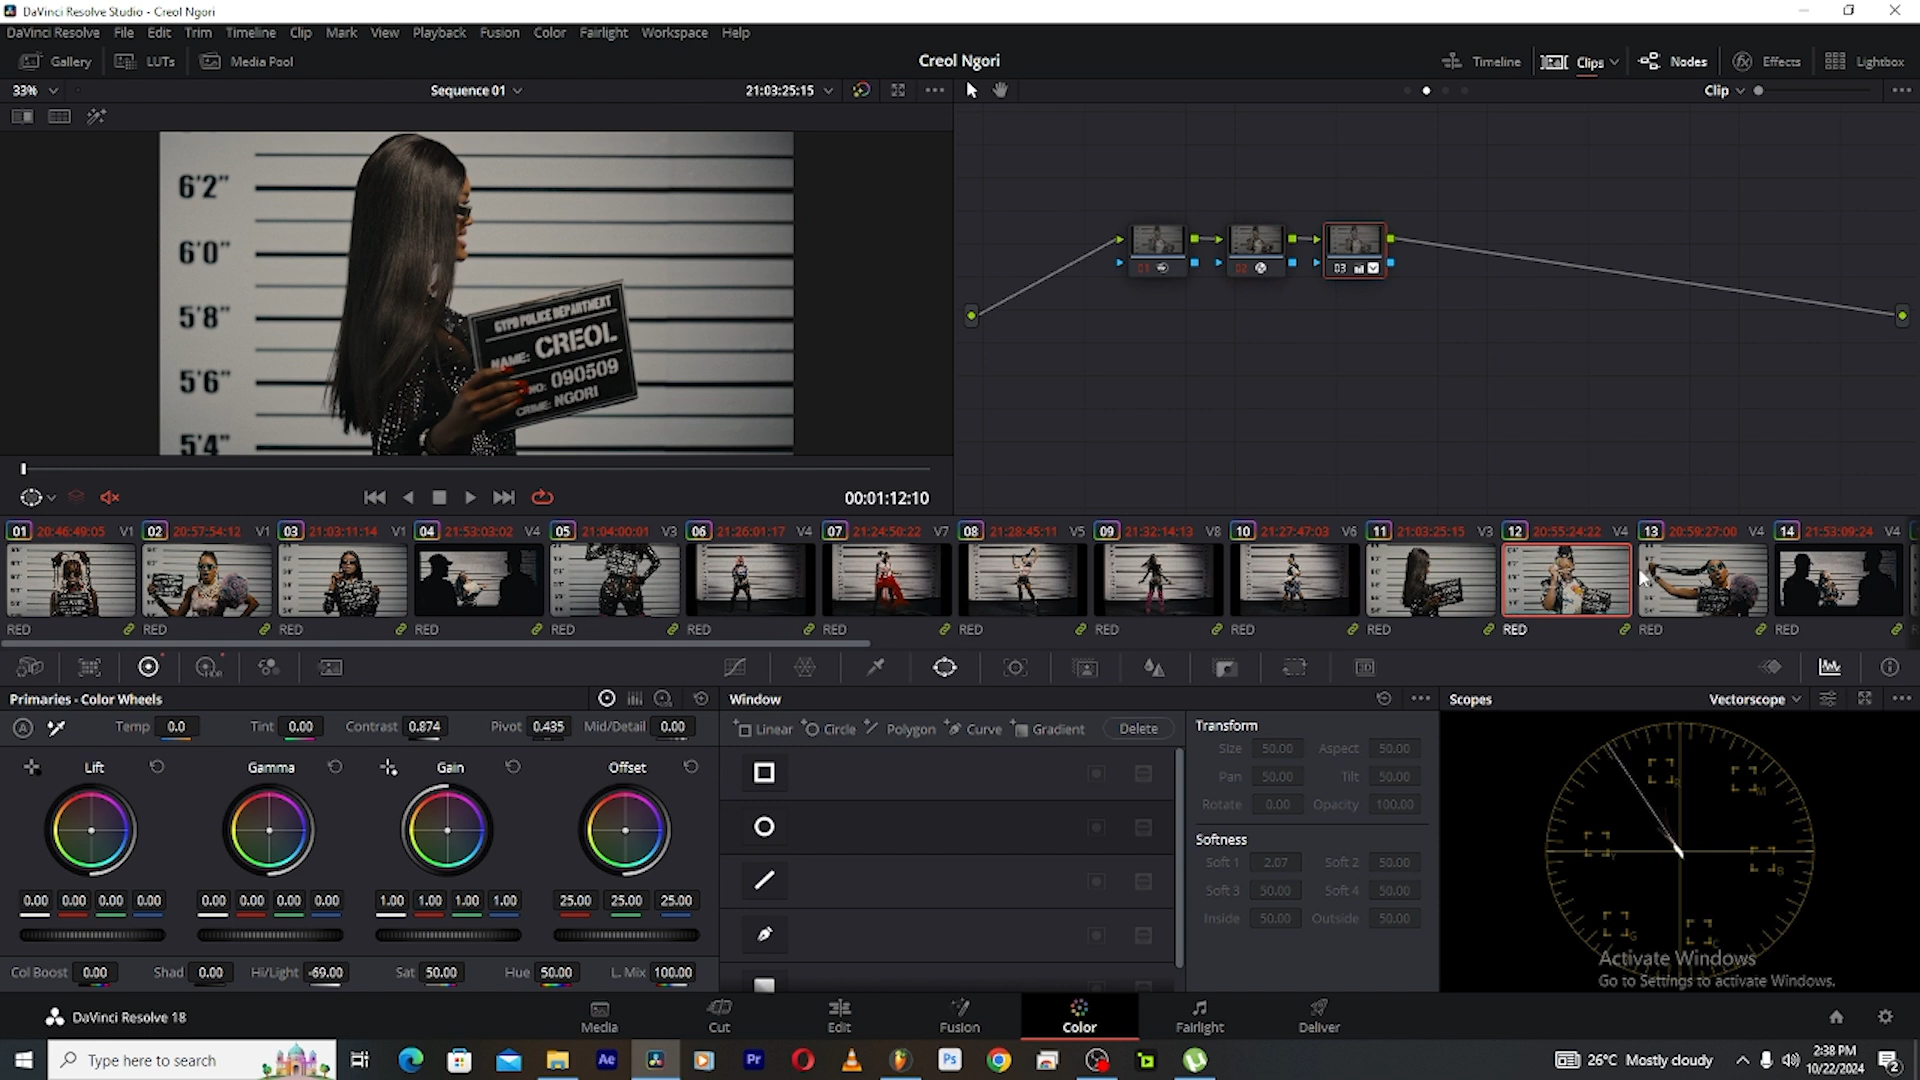 DaVinci Resolve Studio - Creol Ngori
DaVinci Resolve File Edit Trim Timeline Clip Mark View Playback Fusion Color Fairlight Workspace Help
Gallery LUTs Media Pool Creol Ngori Timeline Clips Nodes Effects Lightbox
33% Sequence 01 21:03:25:15 Clip
6'2"
6'0"
5'8"
5'6"
5'4"
GYPD POLICE DEPARTMENT
NAME: CREOL
NO: 090509
CRIME: NGORI
01 02 03
00:01:12:10
01 20:46:49:05 V1 02 20:57:54:12 V1 03 21:03:11:14 V1 04 21:53:03:02 V4 05 21:04:00:01 V3 06 21:26:01:17 V4 07 21:24:50:22 V7 08 21:28:45:11 V5 09 21:32:14:13 V8 10 21:27:47:03 V6 11 21:03:25:15 V3 12 20:55:24:22 V4 13 20:59:27:00 V4 14 21:53:09:24 V4
RED RED RED RED RED RED RED RED RED RED RED RED RED RED
Primaries - Color Wheels Window Scopes Vectorscope
Temp 0.0 Tint 0.00 Contrast 0.874 Pivot 0.435 Mid/Detail 0.00
Linear Circle Polygon Curve Gradient Delete
Transform
Size 50.00 Aspect 50.00
Pan 50.00 Tilt 50.00
Rotate 0.00 Opacity 100.00
Softness
Soft 1 2.07 Soft 2 50.00
Soft 3 50.00 Soft 4 50.00
Inside 50.00 Outside 50.00
Lift Gamma Gain Offset
0.00 0.00 0.00 0.00 0.00 0.00 0.00 0.00 1.00 1.00 1.00 1.00 25.00 25.00 25.00
Col Boost 0.00 Shad 0.00 Hi/Light -69.00 Sat 50.00 Hue 50.00 L. Mix 100.00
R M Y B G C
Activate Windows
Go to Settings to activate Windows.
DaVinci Resolve 18 Media Cut Edit Fusion Color Fairlight Deliver
Type here to search Ae Pr Ps 26°C Mostly cloudy 2:38 PM
10/22/2024 2